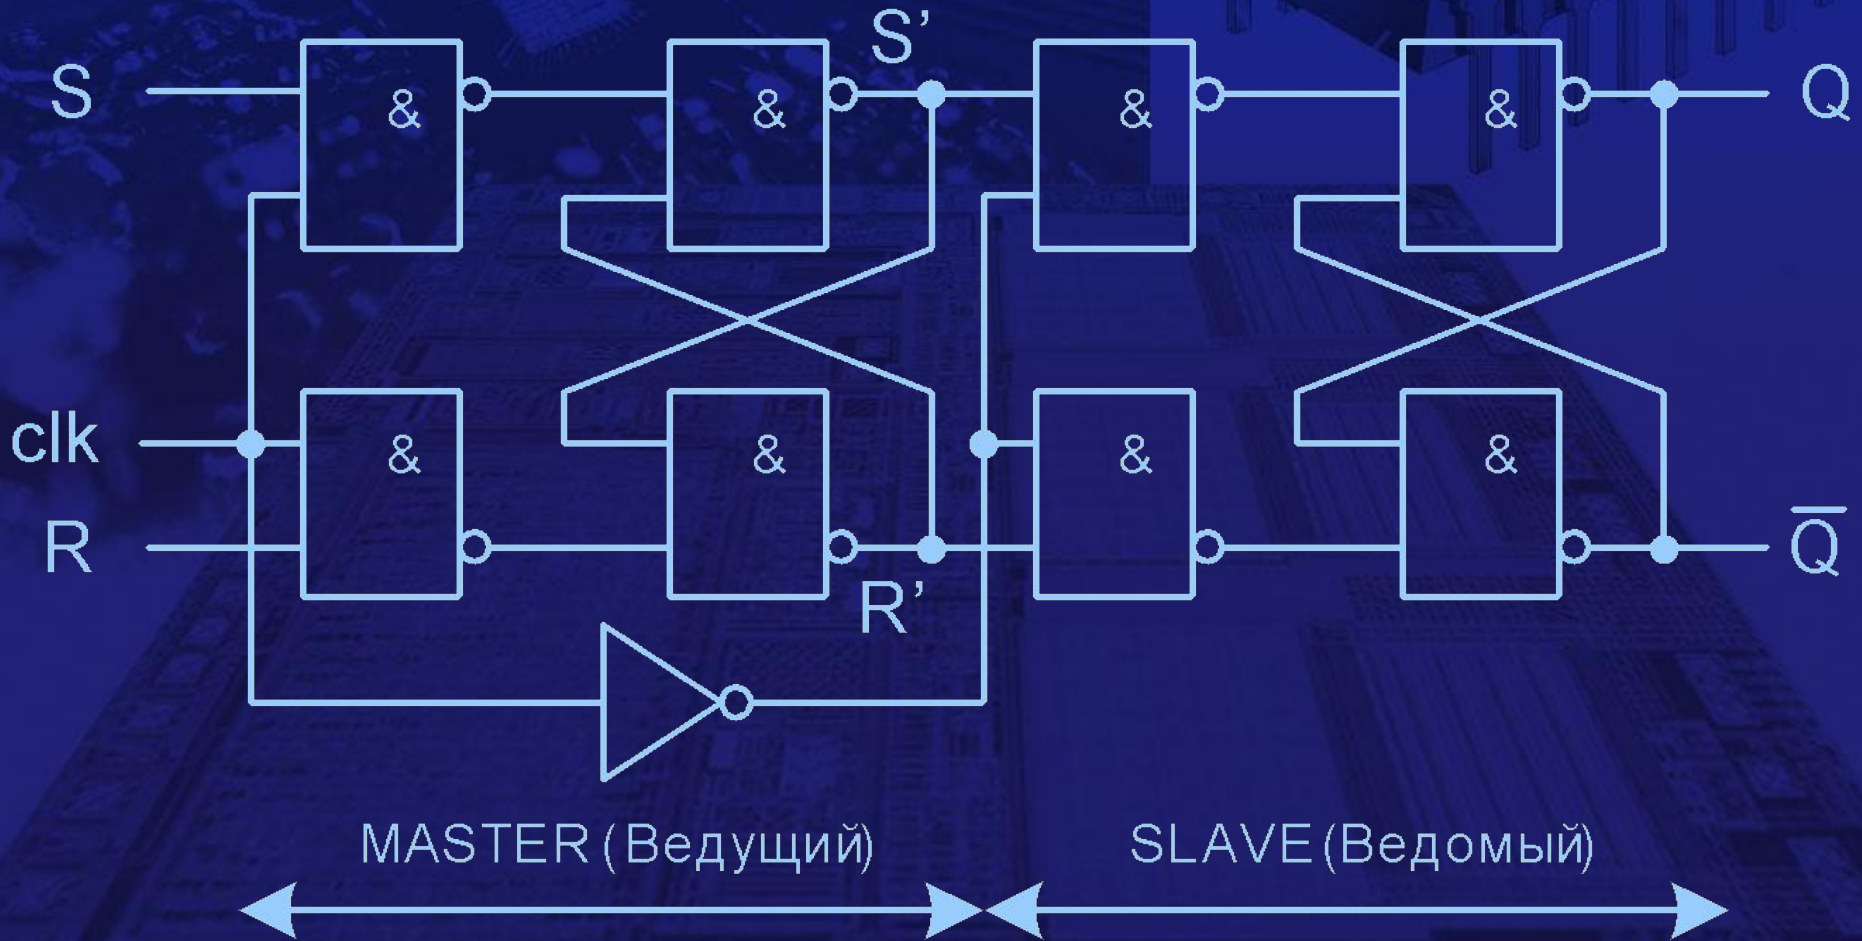 S’
S
& & & &
Q
clk
& & & &
R
Q̅
R’
MASTER (Ведущий)
SLAVE (Ведомый)